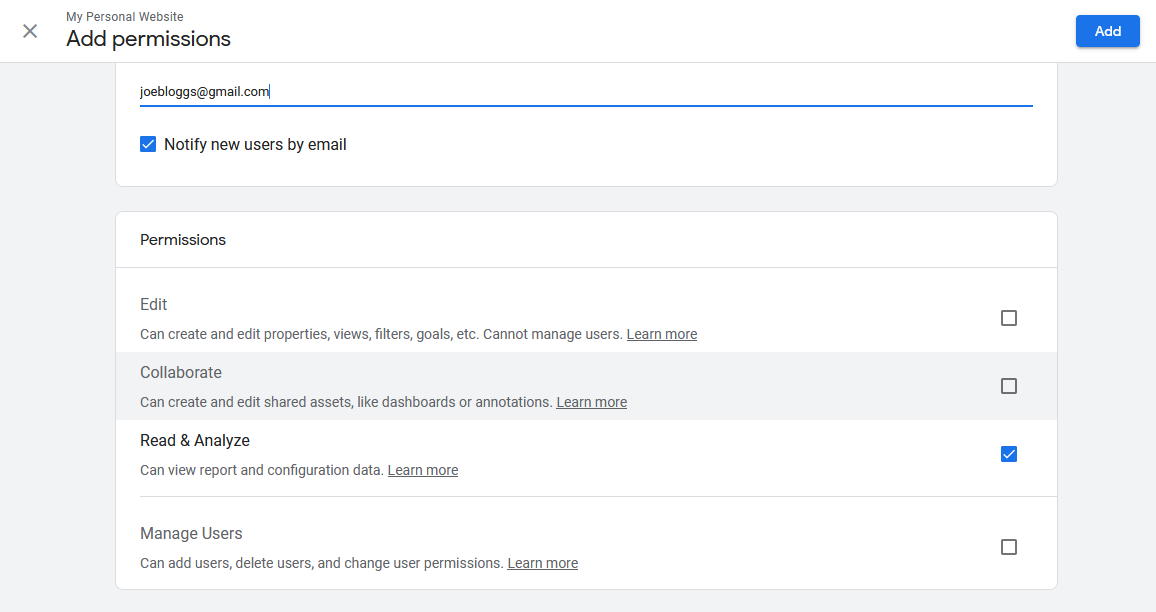 My Personal Website
Add permissions
Add
joebloggs@gmail.com
Notify new users by email
Permissions
Edit
Can create and edit properties, views, filters, goals, etc. Cannot manage users. Learn more
Collaborate
Can create and edit shared assets, like dashboards or annotations. Learn more
Read & Analyze
Can view report and configuration data. Learn more
Manage Users
Can add users, delete users, and change user permissions. Learn more